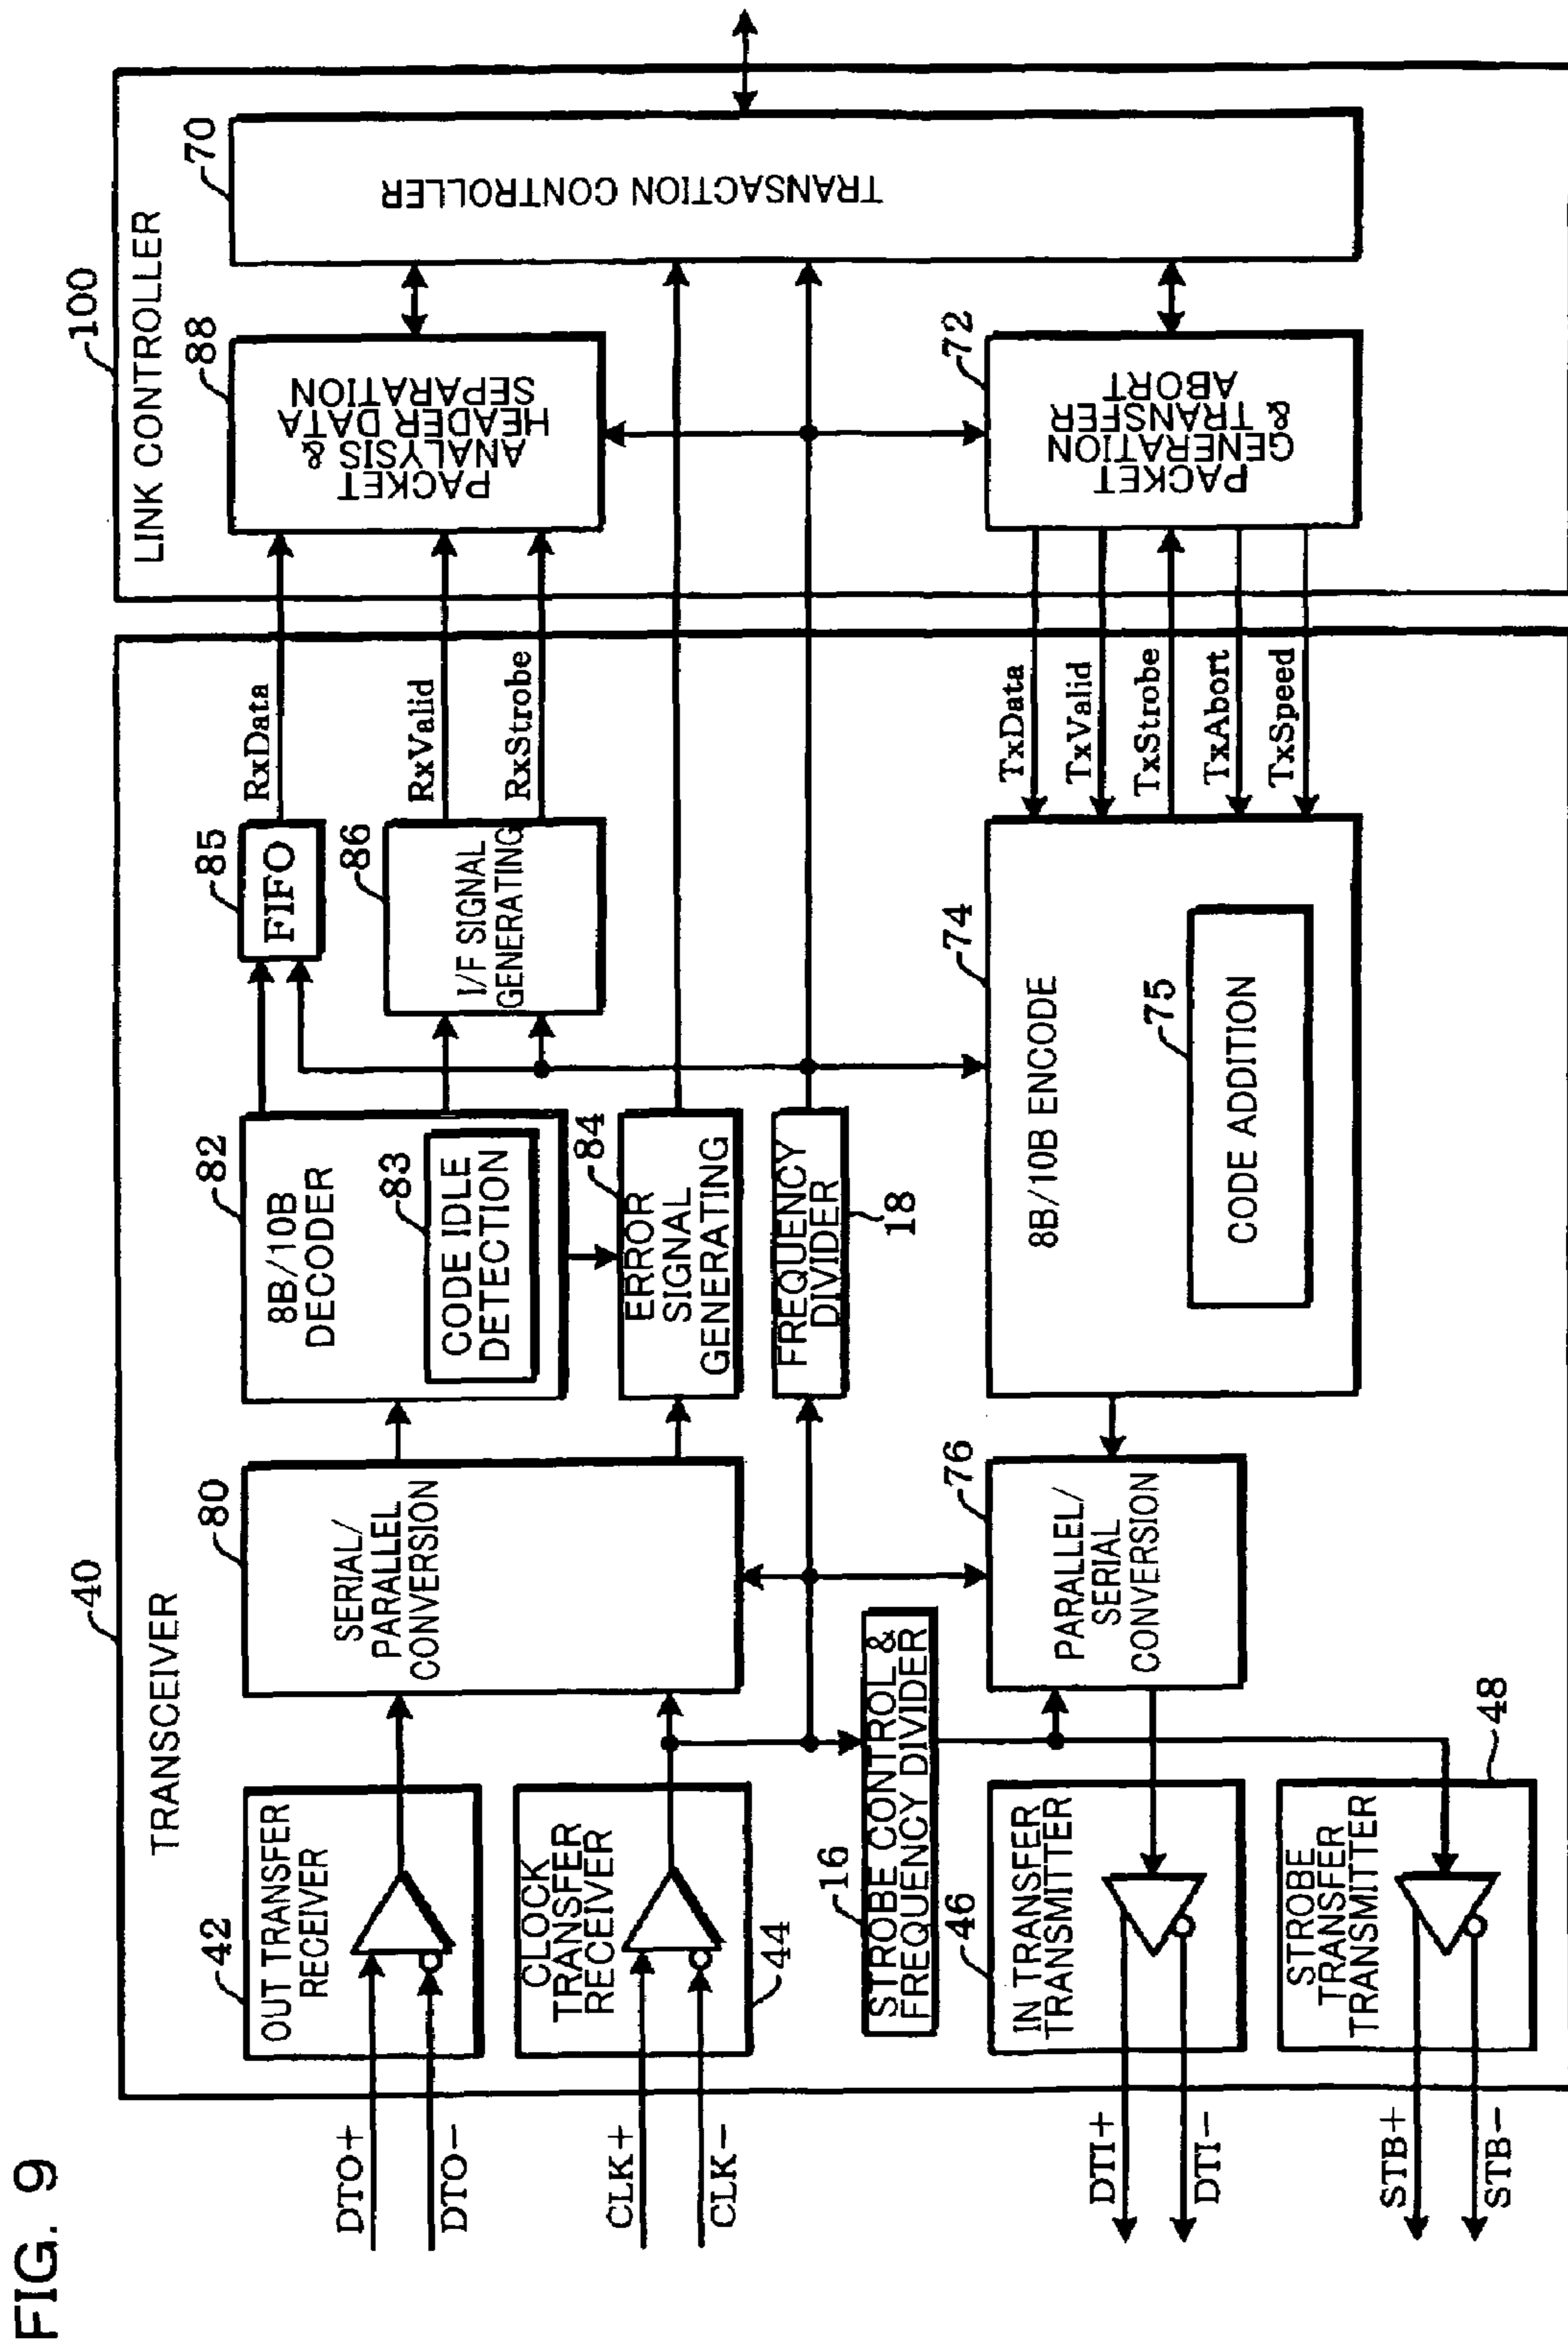 FIG. 9
40
TRANSCEIVER
100
LINK CONTROLLER
DTO+
DTO-
42
OUT TRANSFER
RECEIVER
80
SERIAL/
PARALLEL
CONVERSION
82
8B/10B
DECODER
83
CODE IDLE
DETECTION
85
FIFO
RxData
88
PACKET
ANALYSIS &
HEADER DATA
SEPARATION
70
TRANSACTION CONTROLLER
86
I/F SIGNAL
GENERATING
RxValid
RxStrobe
CLK+
CLK-
CLOCK
TRANSFER
RECEIVER
44
84
ERROR
SIGNAL
GENERATING
FREQUENCY
DIVIDER
18
16
STROBE CONTROL &
FREQUENCY DIVIDER
46
IN TRANSFER
TRANSMITTER
DTI+
DTI-
76
PARALLEL/
SERIAL
CONVERSION
74
8B/10B ENCODE
75
CODE ADDITION
TxData
TxValid
TxStrobe
TxAbort
TxSpeed
72
PACKET
GENERATION
& TRANSFER
ABORT
STROBE
TRANSFER
TRANSMITTER
48
STB+
STB-